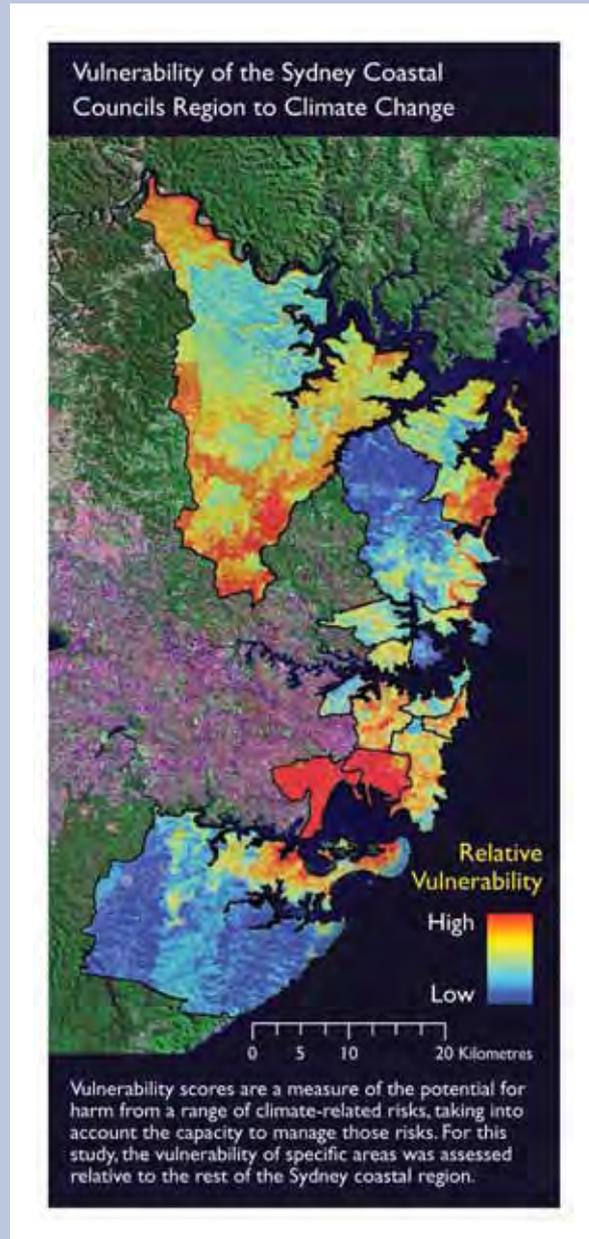 Vulnerability of the Sydney Coastal
Councils Region to Climate Change
Relative
Vulnerability
High
Low
0 5 10 20 Kilometres
Vulnerability scores are a measure of the potential for
harm from a range of climate-related risks, taking into
account the capacity to manage those risks. For this
study, the vulnerability of specific areas was assessed
relative to the rest of the Sydney coastal region.